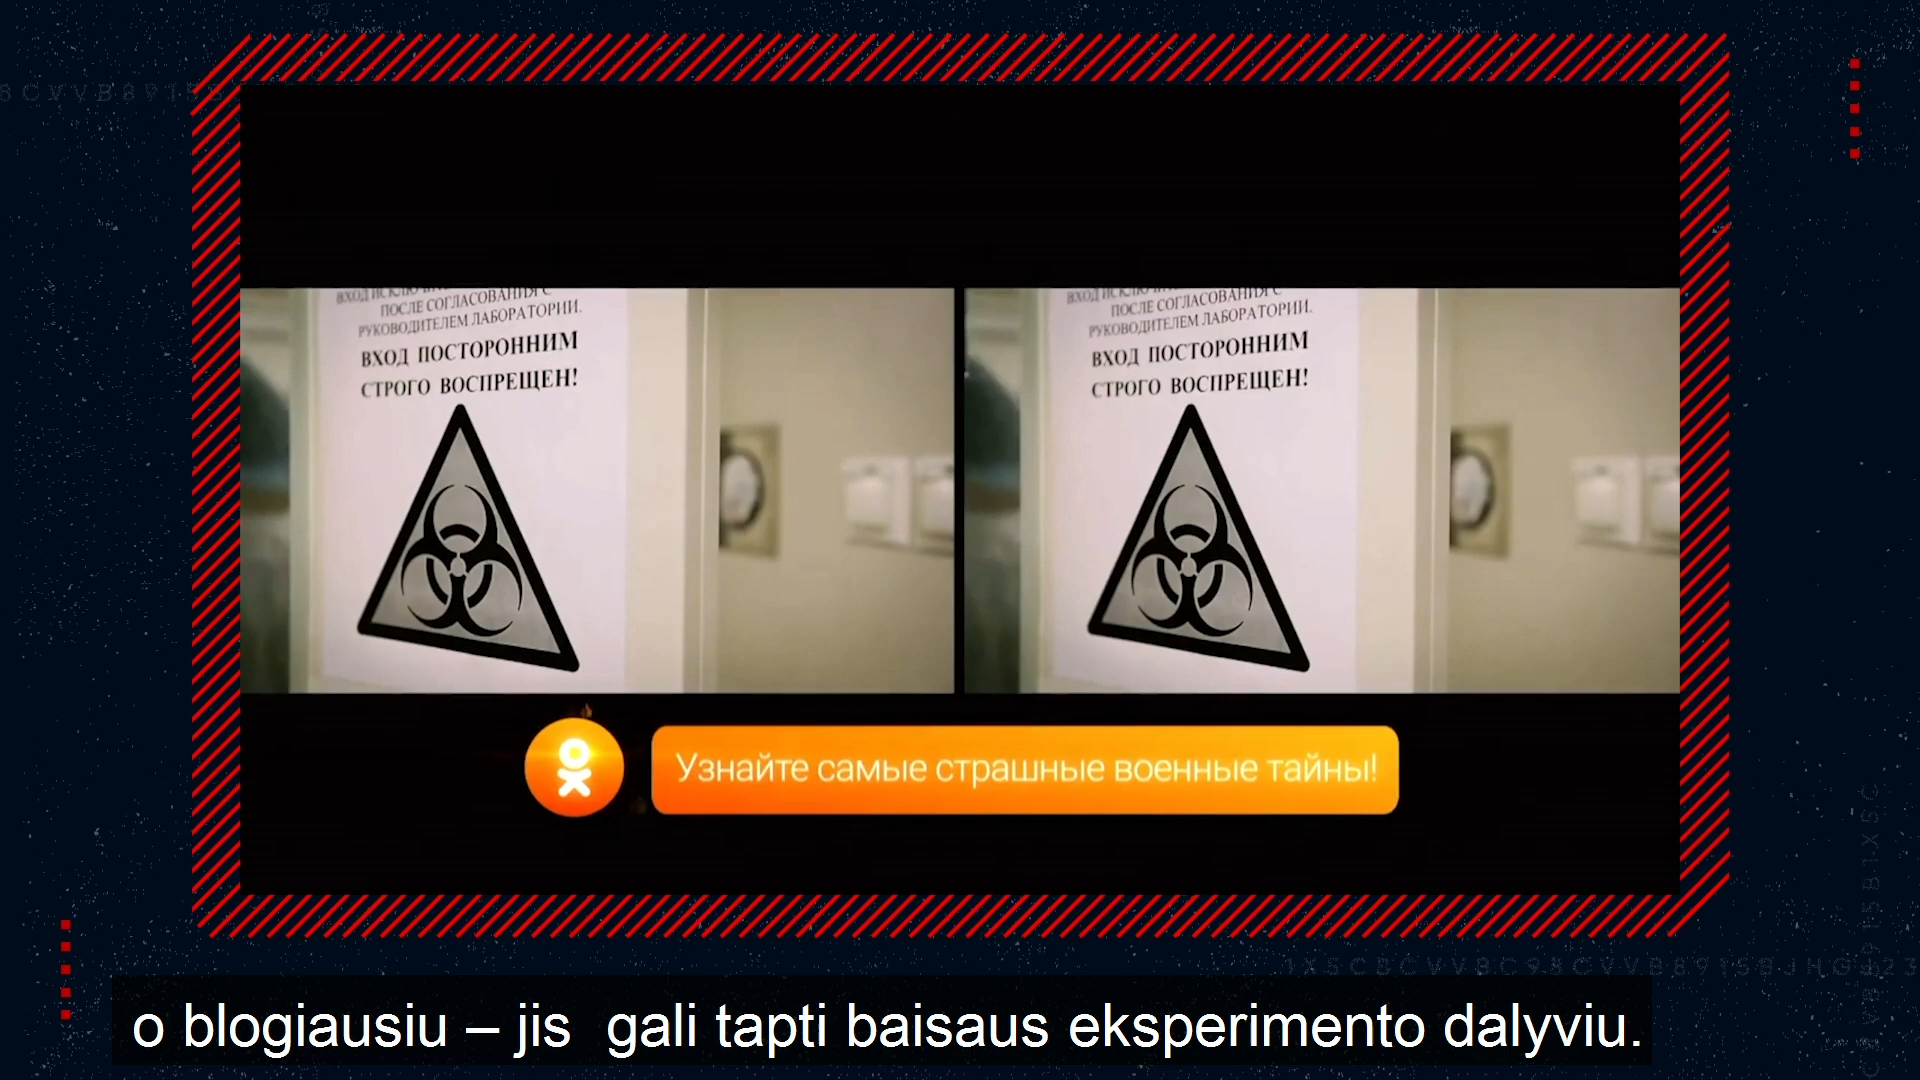 8CVVB8915B
ПОСЛЕ СОГЛАСОВАНИЯ С
РУКОВОДИТЕЛЕМ ЛАБОРАТОРИИ.
ВХОД ПОСТОРОННИМ
СТРОГО ВОСПРЕЩЕН!
ПОСЛЕ СОГЛАСОВАНИЯ С
РУКОВОДИТЕЛЕМ ЛАБОРАТОРИИ.
ВХОД ПОСТОРОННИМ
СТРОГО ВОСПРЕЩЕН!
Узнайте самые страшные военные тайны!
o blogiausiu – jis gali tapti baisaus eksperimento dalyviu.